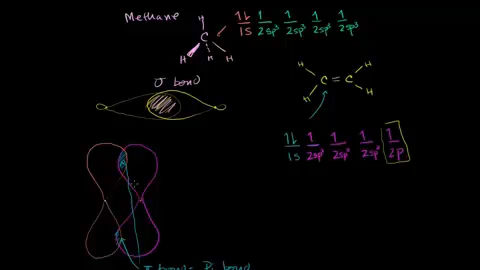 Methane
H
C
H H H
1↓ 1 1 1 1
1S 2sp³ 2sp³ 2sp³ 2sp³
σ bond
H H
C = C
H H
1↓ 1 1 1 1
1S 2sp² 2sp² 2sp² 2P
π bond - Pi bond